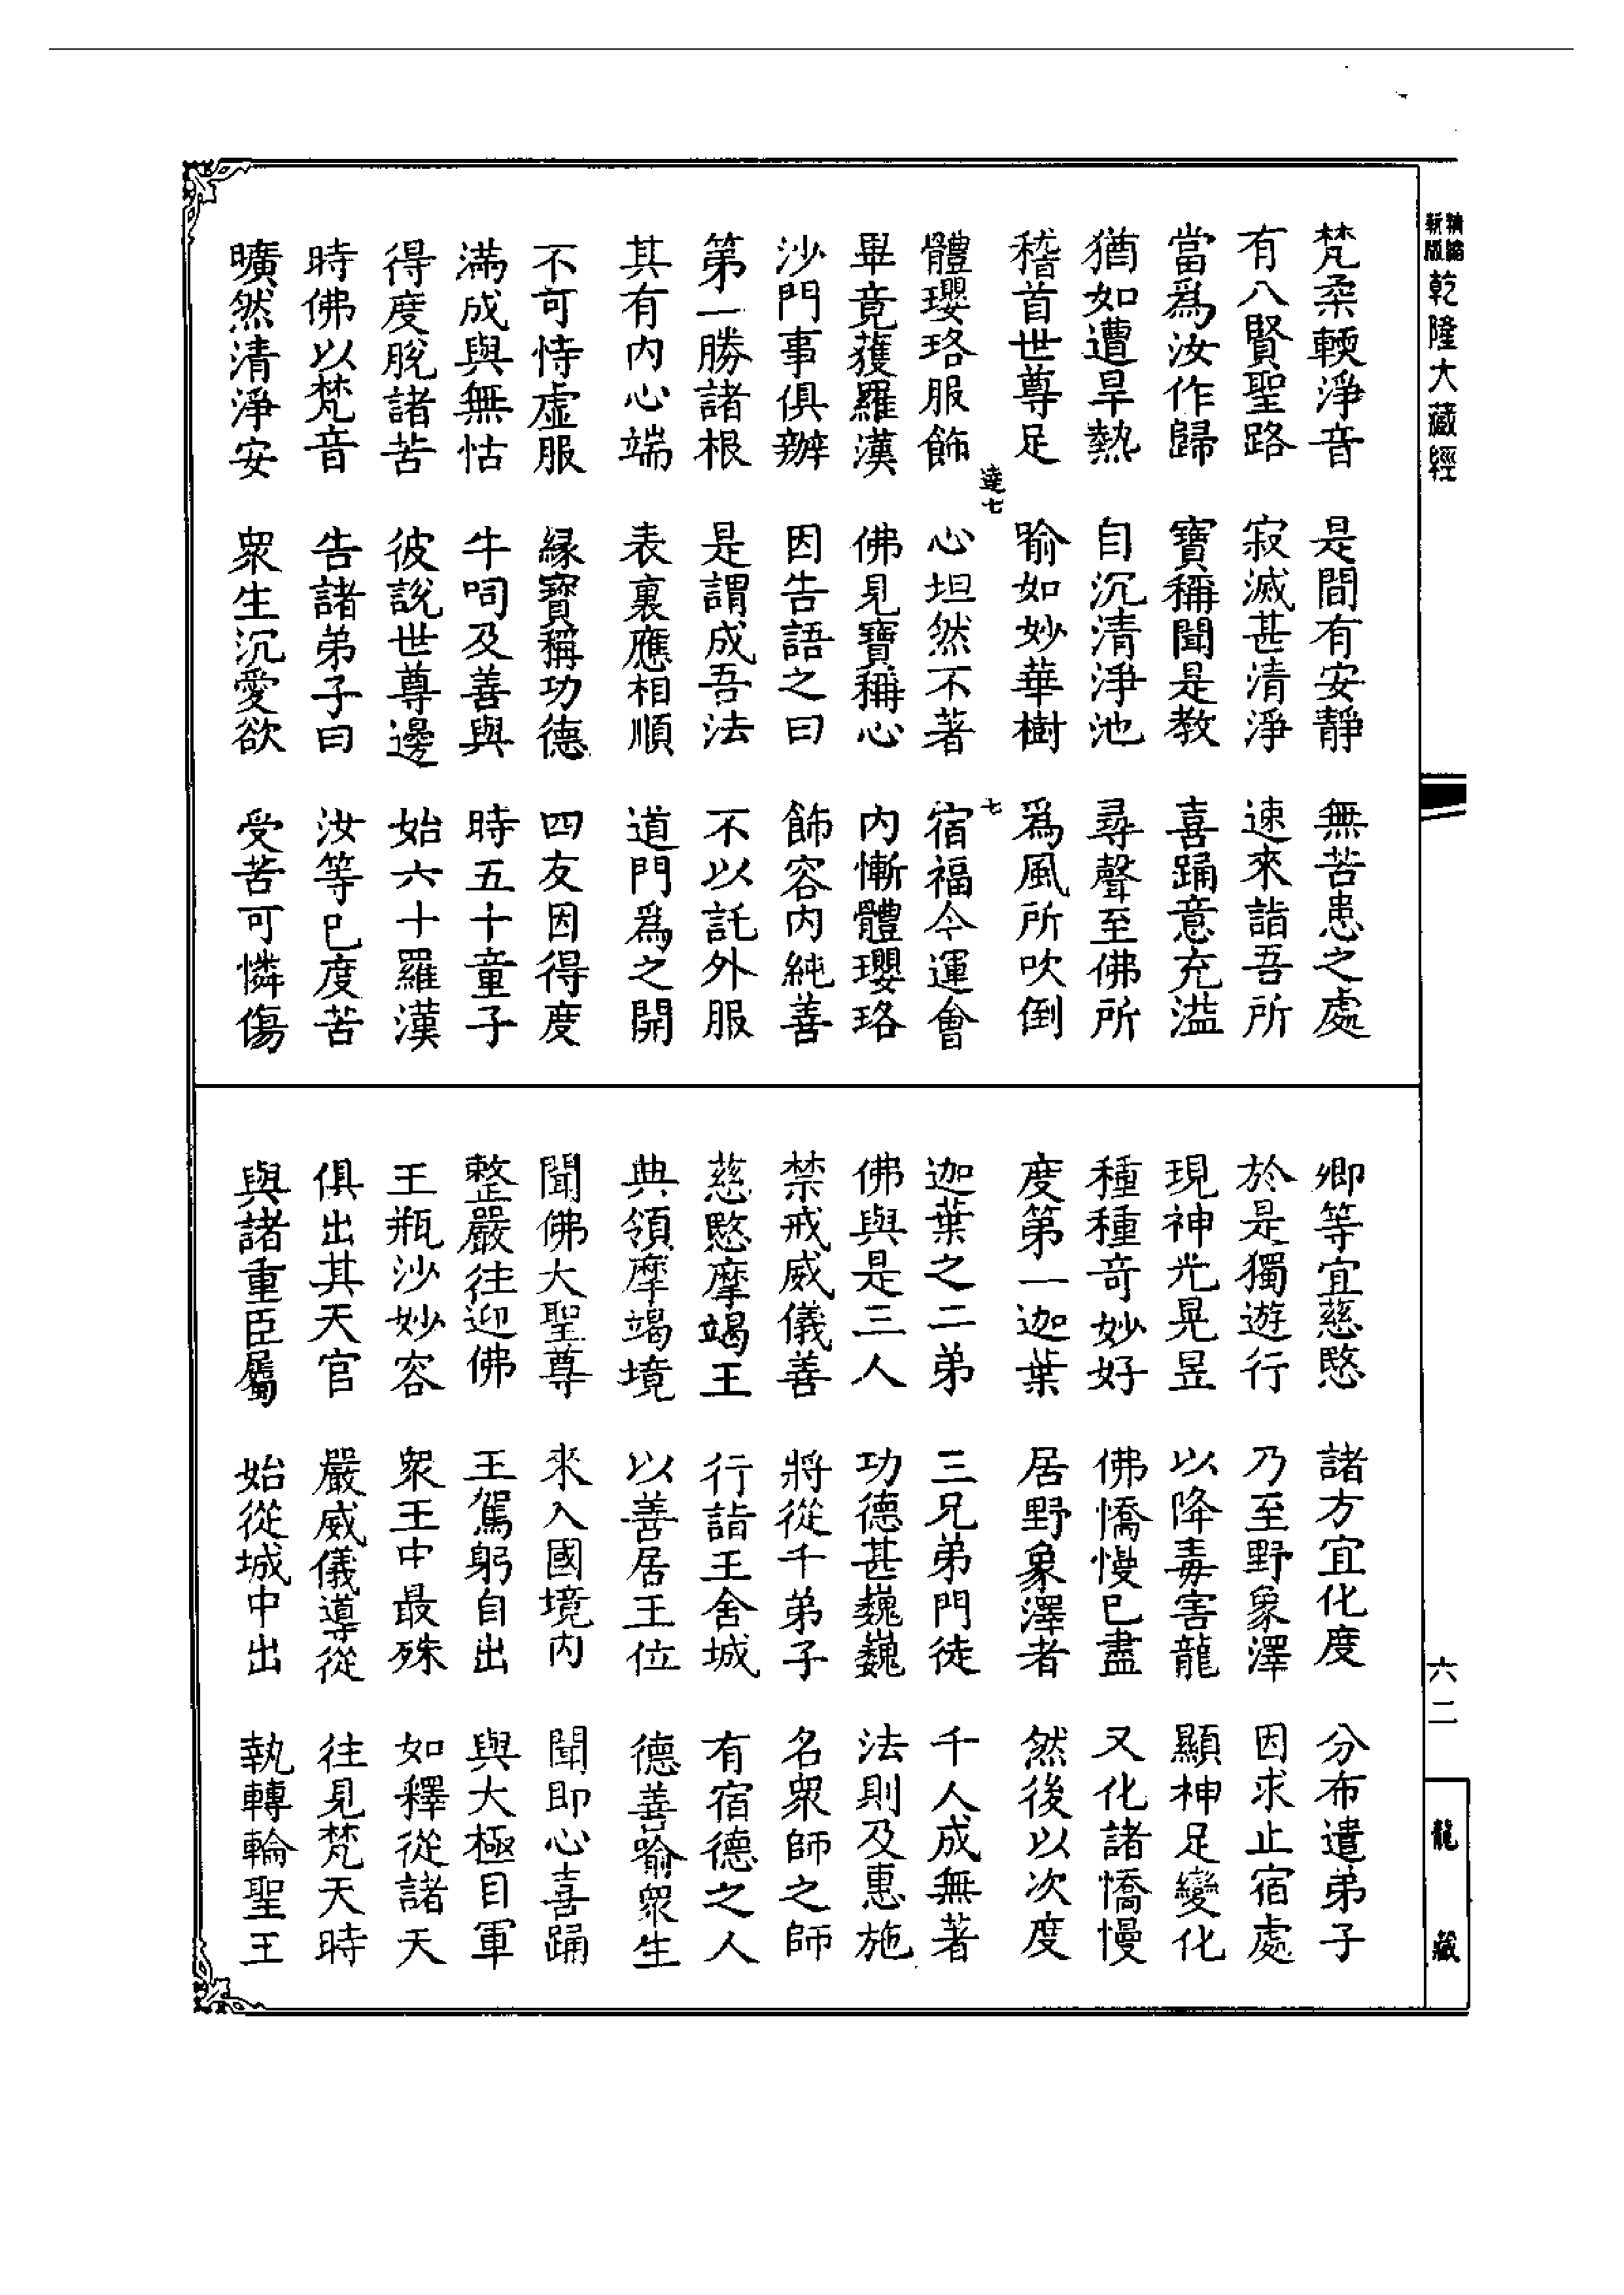 精縮新版 乾隆大藏經
梵柔輭淨音 是間有安靜 無苦患之處
有八賢聖路 寂滅甚清淨 速來詣吾所
當爲汝作歸 寶稱聞是教 喜踊意充溢
猶如遭旱熱 自沉清淨池 尋聲至佛所
稽首世尊足 喻如妙華樹 爲風所吹倒
達七 七
體瓔珞服飾 心坦然不著 宿福今運會
畢竟獲羅漢 佛見寶稱心 内慚體瓔珞
沙門事俱辦 因告語之曰 飾容内純善
第一勝諸根 是謂成吾法 不以託外服
其有内心端 表裏應相順 道門爲之開
不可恃虛服 縁寶稱功德 四友因得度
滿成與無怙 牛呞及善與 時五十童子
得度脫諸苦 彼說世尊邊 始六十羅漢
時佛以梵音 告諸弟子曰 汝等已度苦
曠然清淨安 衆生沉愛欲 受苦可憐傷
卿等宜慈愍 諸方宜化度 分布遣弟子
於是獨遊行 乃至野象澤 因求止宿處
現神光晃昱 以降毒害龍 顯神足變化
種種奇妙好 佛憍慢已盡 又化諸憍慢
度第一迦葉 居野象澤者 然後以次度
迦葉之二弟 三兄弟門徒 千人成無著
佛與是三人 功德甚巍巍 法則及惠施
禁戒威儀善 將從千弟子 名衆師之師
慈愍摩竭王 行詣王舍城 有宿德之人
典領摩竭境 以善居王位 德善喻衆生
聞佛大聖尊 來入國境内 聞即心喜踊
整嚴往迎佛 王駕躬自出 與大極目軍
王瓶沙妙容 衆王中最殊 如釋從諸天
俱出其天官 嚴威儀導從 往見梵天時
與諸重臣屬 始從城中出 執轉輪聖王
六二
龍藏